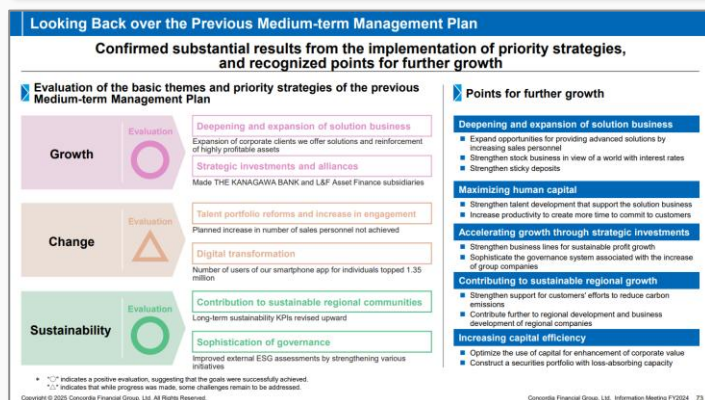 Looking Back over the Previous Medium-term Management Plan
Confirmed substantial results from the implementation of priority strategies,
and recognized points for further growth
Evaluation of the basic themes and priority strategies of the previous
Medium-term Management Plan
Growth
Evaluation
Deepening and expansion of solution business
Expansion of corporate clients we offer solutions and reinforcement
of highly profitable assets
Strategic investments and alliances
Made THE KANAGAWA BANK and L&F Asset Finance subsidiaries
Change
Evaluation
Talent portfolio reforms and increase in engagement
Planned increase in number of sales personnel not achieved
Digital transformation
Number of users of our smartphone app for individuals topped 1.35
million
Sustainability
Evaluation
Contribution to sustainable regional communities
Long-term sustainability KPIs revised upward
Sophistication of governance
Improved external ESG assessments by strengthening various
initiatives
* "○" indicates a positive evaluation, suggesting that the goals were successfully achieved.
"△" indicates that while progress was made, some challenges remain to be addressed.
Points for further growth
Deepening and expansion of solution business
■ Expand opportunities for providing advanced solutions by
increasing sales personnel
■ Strengthen stock business in view of a world with interest rates
■ Strengthen sticky deposits
Maximizing human capital
■ Strengthen talent development that support the solution business
■ Increase productivity to create more time to commit to customers
Accelerating growth through strategic investments
■ Strengthen business lines for sustainable profit growth
■ Sophisticate the governance system associated with the increase
of group companies
Contributing to sustainable regional growth
■ Strengthen support for customers' efforts to reduce carbon
emissions
■ Contribute further to regional development and business
development of regional companies
Increasing capital efficiency
■ Optimize the use of capital for enhancement of corporate value
■ Construct a securities portfolio with loss-absorbing capacity
Copyright © 2025 Concordia Financial Group, Ltd. All Rights Reserved.
Concordia Financial Group, Ltd. Information Meeting FY2024 73